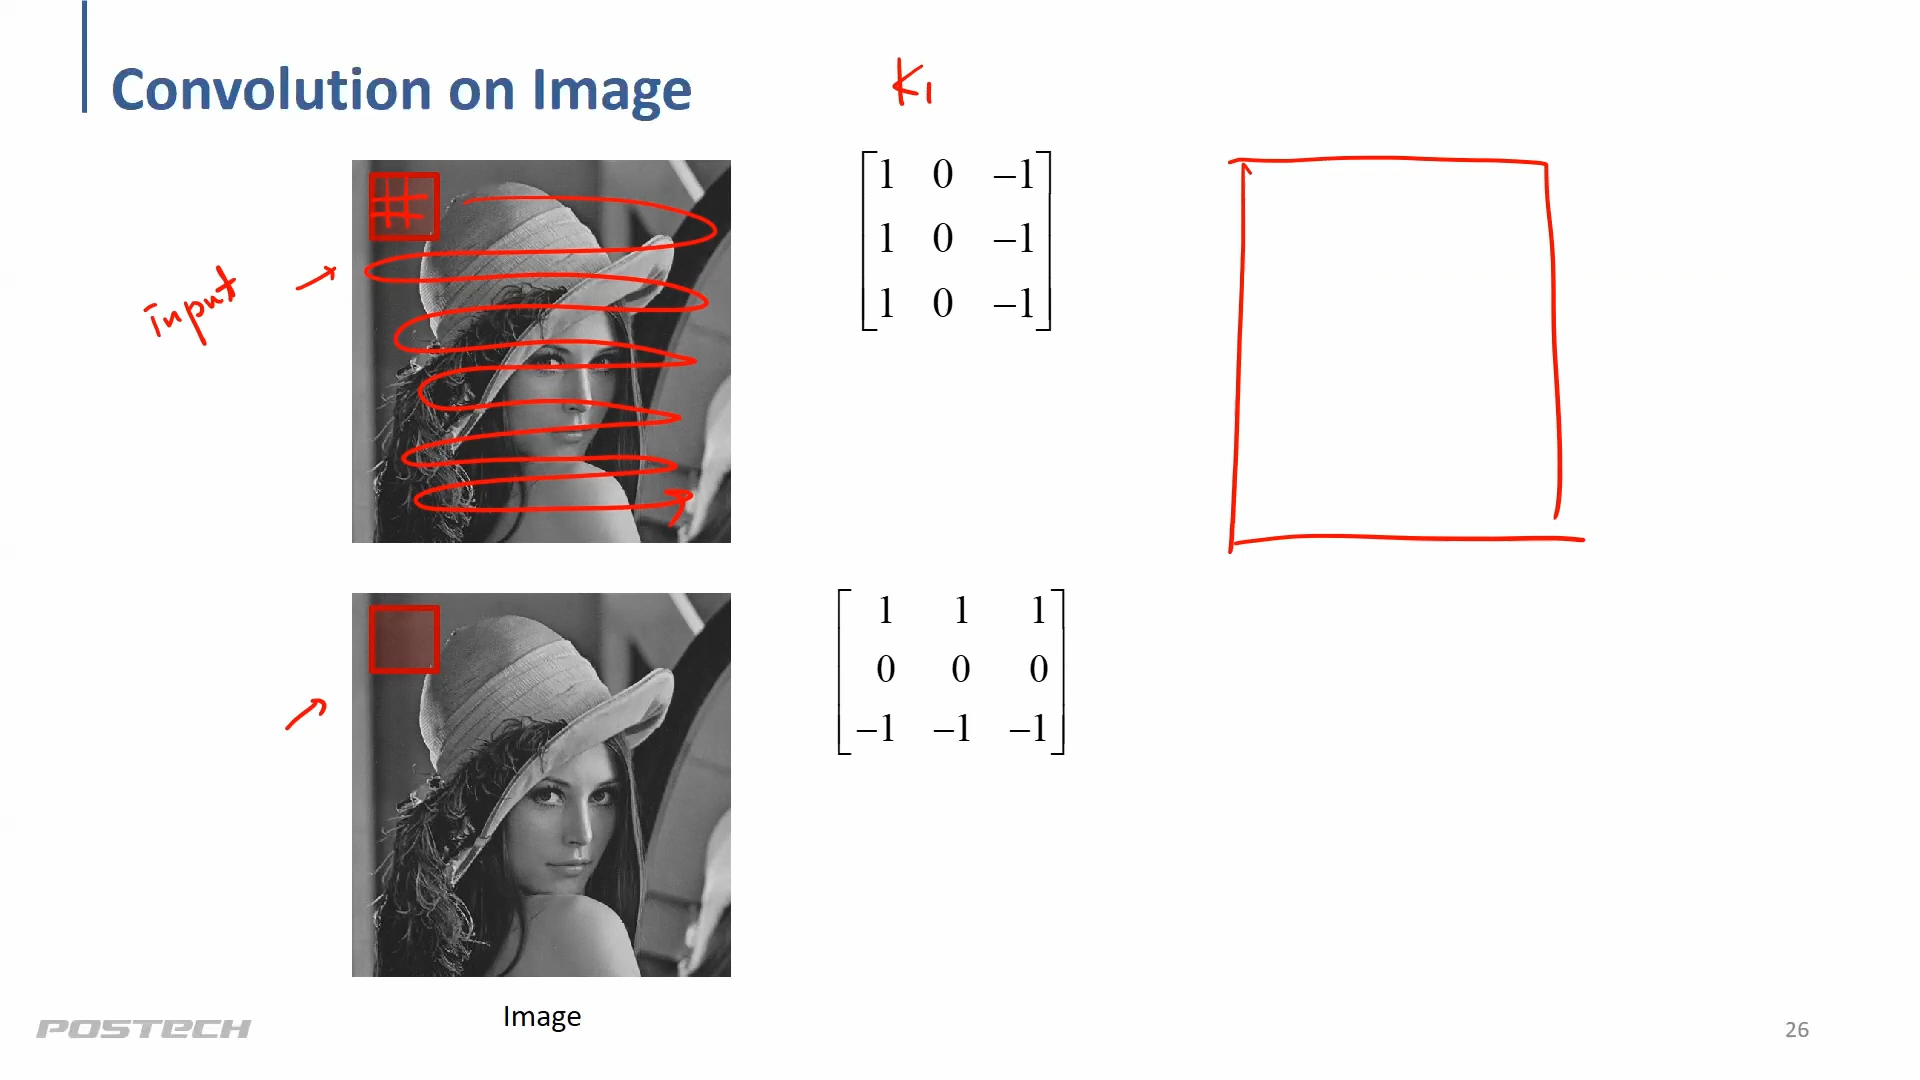 Convolution on Image
K1
1 0 −1
1 0 −1
1 0 −1
input
1 1 1
0 0 0
−1 −1 −1
Image
POSTECH
26